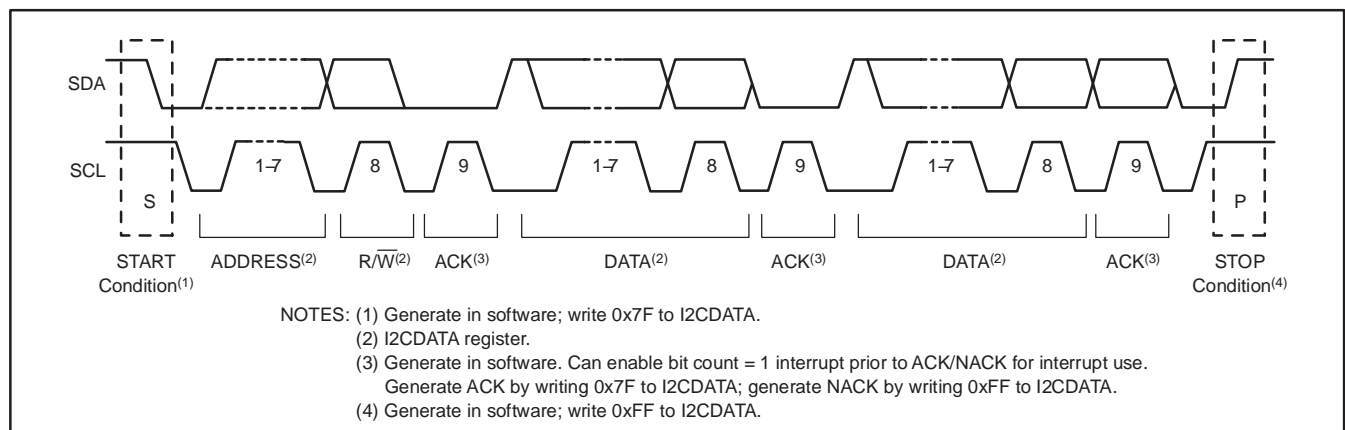 SDA
SCL
1–7 8 9 1–7 8 9 1–7 8 9
S P
START ADDRESS(2) R/W(2) ACK(3) DATA(2) ACK(3) DATA(2) ACK(3) STOP
Condition(1) Condition(4)
NOTES: (1) Generate in software; write 0x7F to I2CDATA.
(2) I2CDATA register.
(3) Generate in software. Can enable bit count = 1 interrupt prior to ACK/NACK for interrupt use.
Generate ACK by writing 0x7F to I2CDATA; generate NACK by writing 0xFF to I2CDATA.
(4) Generate in software; write 0xFF to I2CDATA.